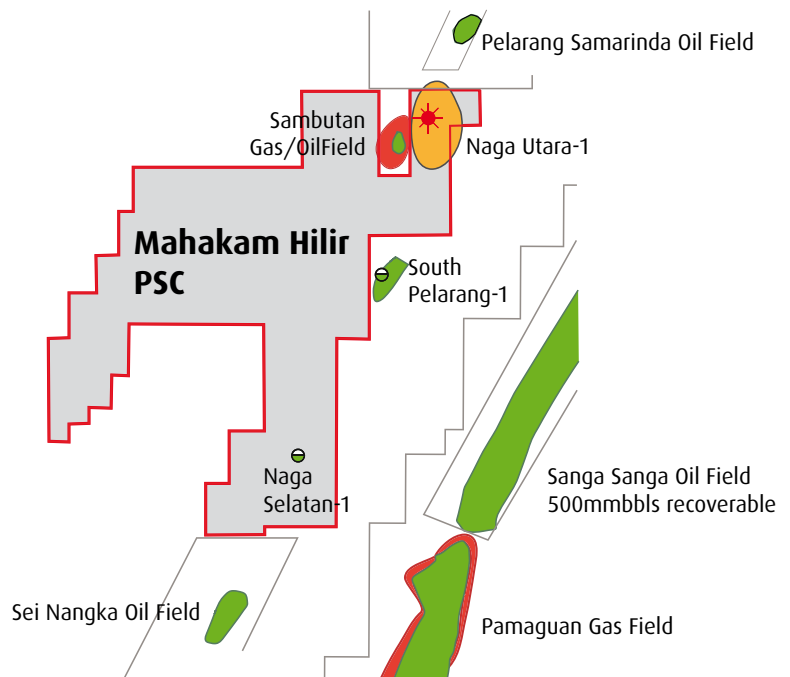 Pelarang Samarinda Oil Field
Sambutan
Gas/OilField
Naga Utara-1
Mahakam Hilir
PSC
South
Pelarang-1
Naga
Selatan-1
Sanga Sanga Oil Field
500mmbbls recoverable
Sei Nangka Oil Field
Pamaguan Gas Field